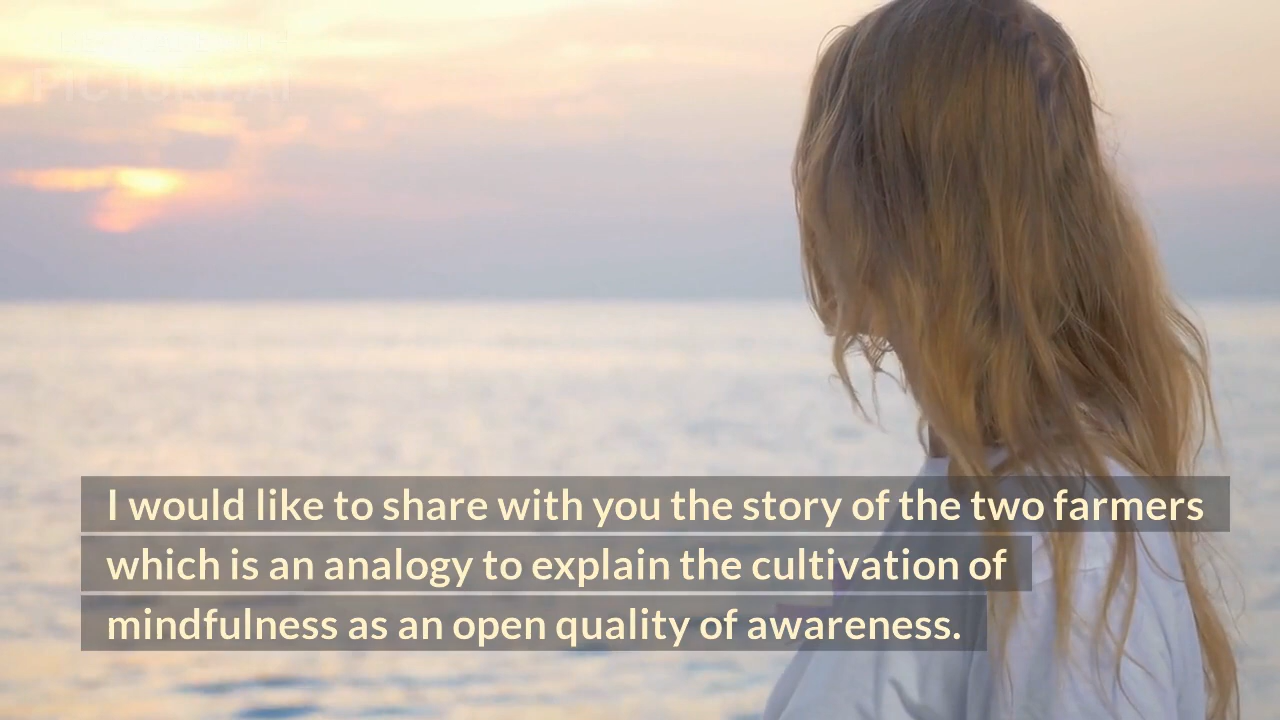 I would like to share with you the story of the two farmers
which is an analogy to explain the cultivation of
mindfulness as an open quality of awareness.